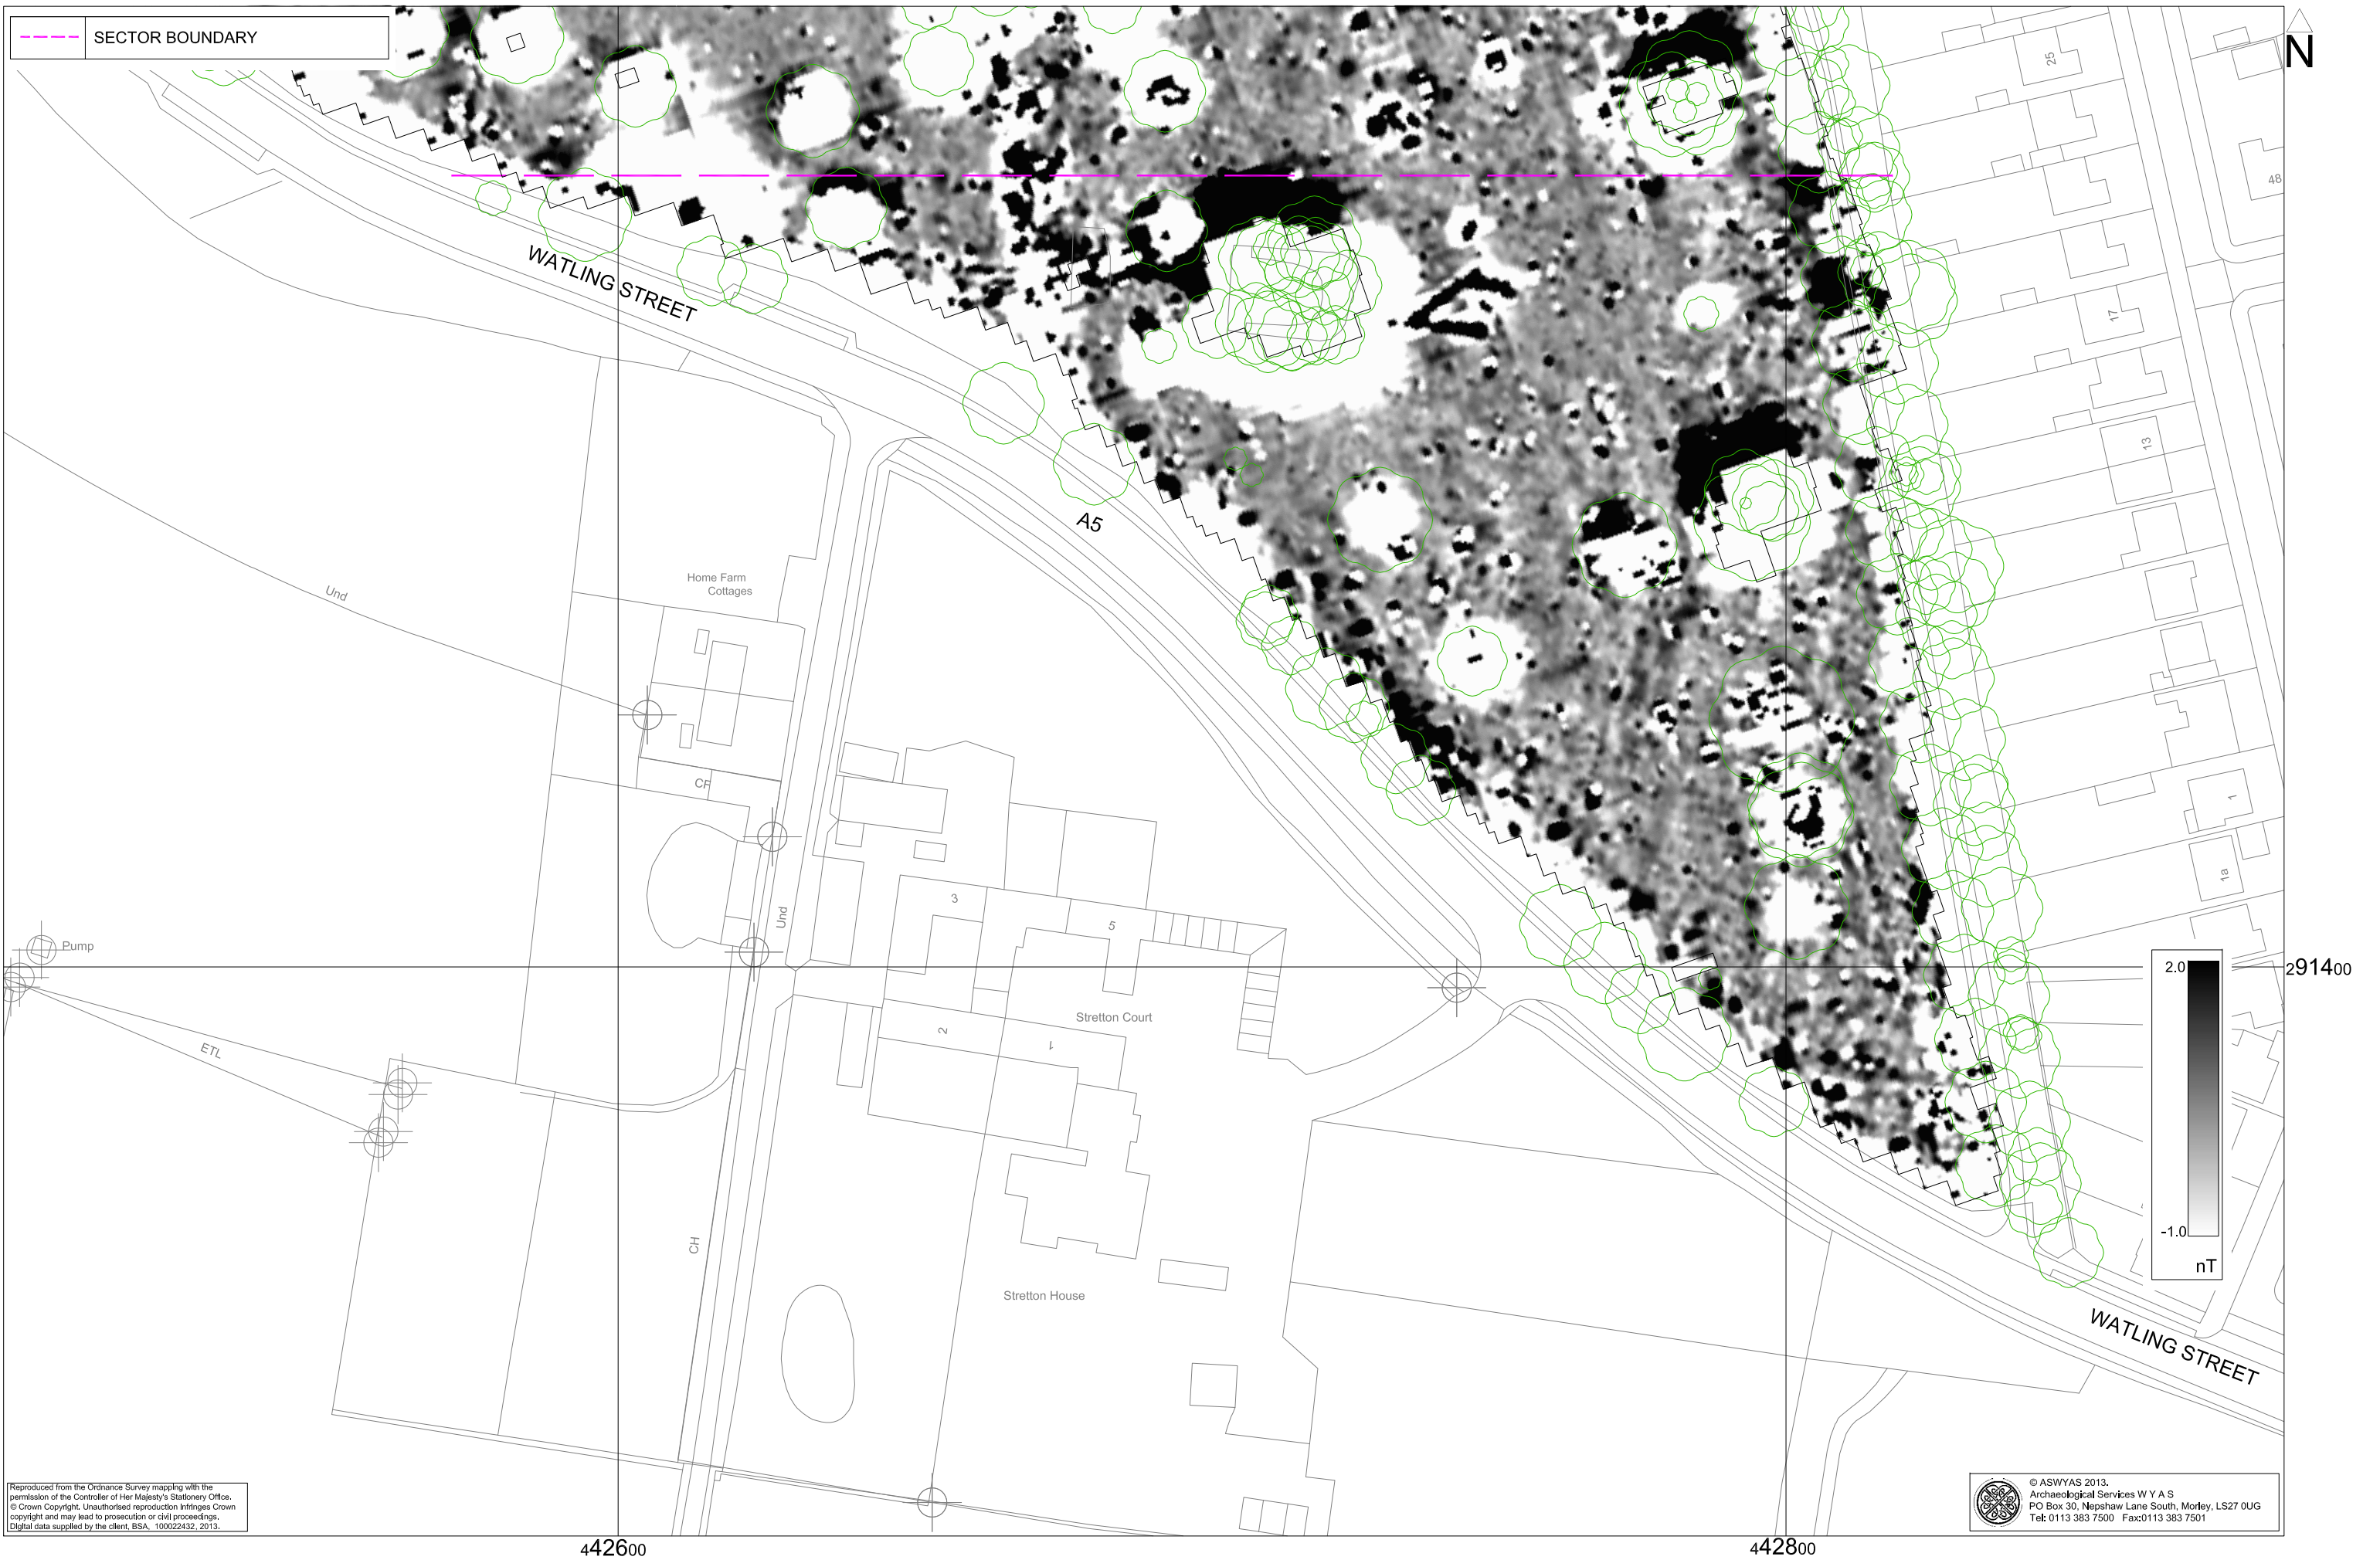 SECTOR BOUNDARY
N
25
48
WATLING STREET
17
13
A5
Und
Home Farm
Cottages
CF
1
1a
3
5
Und
Pump
2.0
29140​0
Stretton Court
2
1
ETL
-1.0
nT
CH
Stretton House
WATLING STREET
Reproduced from the Ordnance Survey mapping with the
permission of the Controller of Her Majesty's Stationery Office.
© Crown Copyright. Unauthorised reproduction infringes Crown
copyright and may lead to prosecution or civil proceedings.
Digital data supplied by the client, BSA, 100022432, 2013.
© ASWYAS 2013.
Archaeological Services W Y A S
PO Box 30, Nepshaw Lane South, Morley, LS27 0UG
Tel: 0113 383 7500 Fax:0113 383 7501
442600
442800